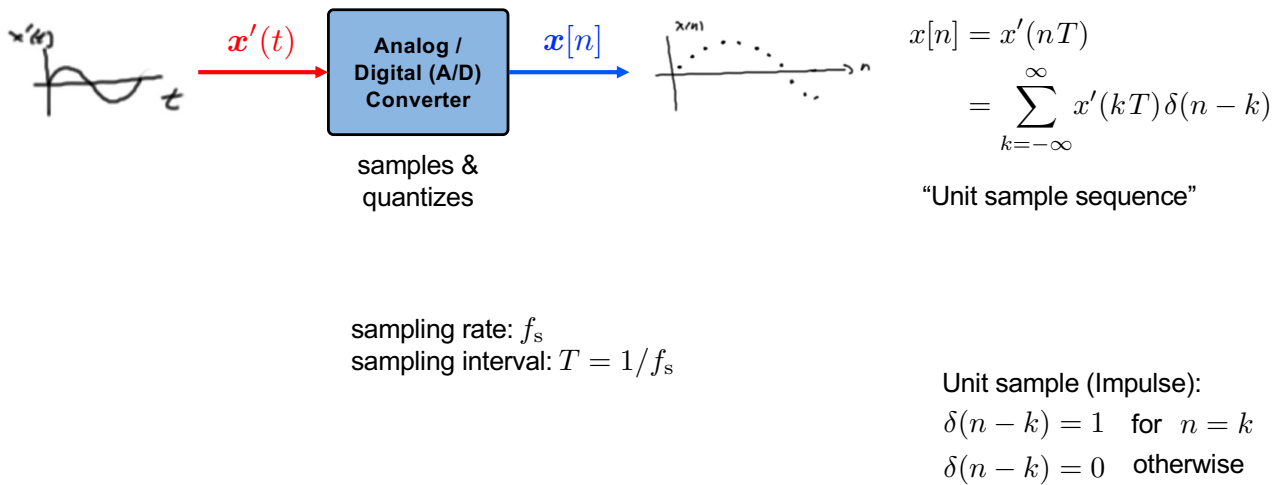 x'(t)
t
x′(t)
Analog /
Digital (A/D)
Converter
samples &
quantizes
x[n]
x(n)
n
x[n] = x′(nT)
= ∑_{k=−∞}^{∞} x′(kT)δ(n − k)
“Unit sample sequence”
sampling rate: f_s
sampling interval: T = 1/f_s
Unit sample (Impulse):
δ(n − k) = 1 for n = k
δ(n − k) = 0 otherwise